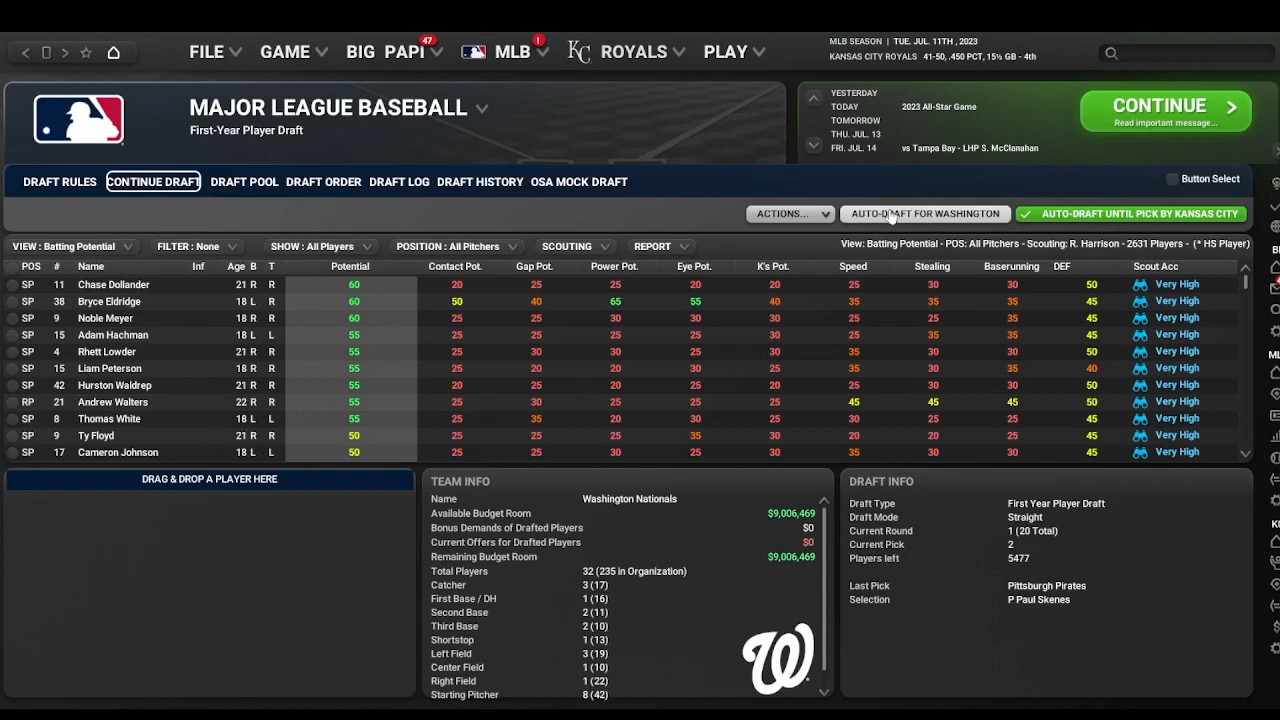 FILE GAME BIG PAPI 47 MLB ! KC ROYALS PLAY
MLB SEASON | TUE. JUL. 11TH , 2023
KANSAS CITY ROYALS 41-50, .450 PCT, 15½ GB - 4th
MAJOR LEAGUE BASEBALL
First-Year Player Draft
YESTERDAY
TODAY 2023 All-Star Game
TOMORROW
THU. JUL. 13
FRI. JUL. 14 vs Tampa Bay - LHP S. McClanahan
CONTINUE
Read important message...
DRAFT RULES CONTINUE DRAFT DRAFT POOL DRAFT ORDER DRAFT LOG DRAFT HISTORY OSA MOCK DRAFT
Button Select
ACTIONS... AUTO-DRAFT FOR WASHINGTON AUTO-DRAFT UNTIL PICK BY KANSAS CITY
VIEW : Batting Potential FILTER : None SHOW : All Players POSITION : All Pitchers SCOUTING REPORT
View: Batting Potential - POS: All Pitchers - Scouting: R. Harrison - 2631 Players - (* HS Player)
POS # Name Inf Age B T Potential Contact Pot. Gap Pot. Power Pot. Eye Pot. K's Pot. Speed Stealing Baserunning DEF Scout Acc
SP 11 Chase Dollander 21 R R 60 20 25 25 20 20 25 30 30 50 Very High
SP 38 Bryce Eldridge 18 L R 60 50 40 65 55 40 35 35 35 45 Very High
SP 9 Noble Meyer 18 R R 60 25 25 30 30 25 25 25 35 45 Very High
SP 15 Adam Hachman 18 R L 55 25 25 25 25 25 35 35 35 45 Very High
SP 4 Rhett Lowder 21 R R 55 25 30 30 25 25 35 30 30 50 Very High
SP 15 Liam Peterson 18 R R 55 25 30 20 30 25 35 30 35 40 Very High
SP 42 Hurston Waldrep 21 R R 55 20 25 20 25 20 25 30 30 50 Very High
RP 21 Andrew Walters 22 R R 55 25 25 25 25 25 45 45 45 50 Very High
SP 8 Thomas White 18 L L 55 25 35 20 30 25 25 30 25 45 Very High
SP 9 Ty Floyd 21 R R 50 25 25 25 35 30 20 20 25 45 Very High
SP 17 Cameron Johnson 18 L L 50 25 25 30 25 30 35 30 30 45 Very High
DRAG & DROP A PLAYER HERE
TEAM INFO
Name Washington Nationals
Available Budget Room $9,006,469
Bonus Demands of Drafted Players $0
Current Offers for Drafted Players $0
Remaining Budget Room $9,006,469
Total Players 32 (235 in Organization)
Catcher 3 (17)
First Base / DH 1 (16)
Second Base 2 (11)
Third Base 2 (10)
Shortstop 1 (13)
Left Field 3 (19)
Center Field 1 (10)
Right Field 1 (22)
Starting Pitcher 8 (42)
W
DRAFT INFO
Draft Type First Year Player Draft
Draft Mode Straight
Current Round 1 (20 Total)
Current Pick 2
Players left 5477
Last Pick Pittsburgh Pirates
Selection P Paul Skenes